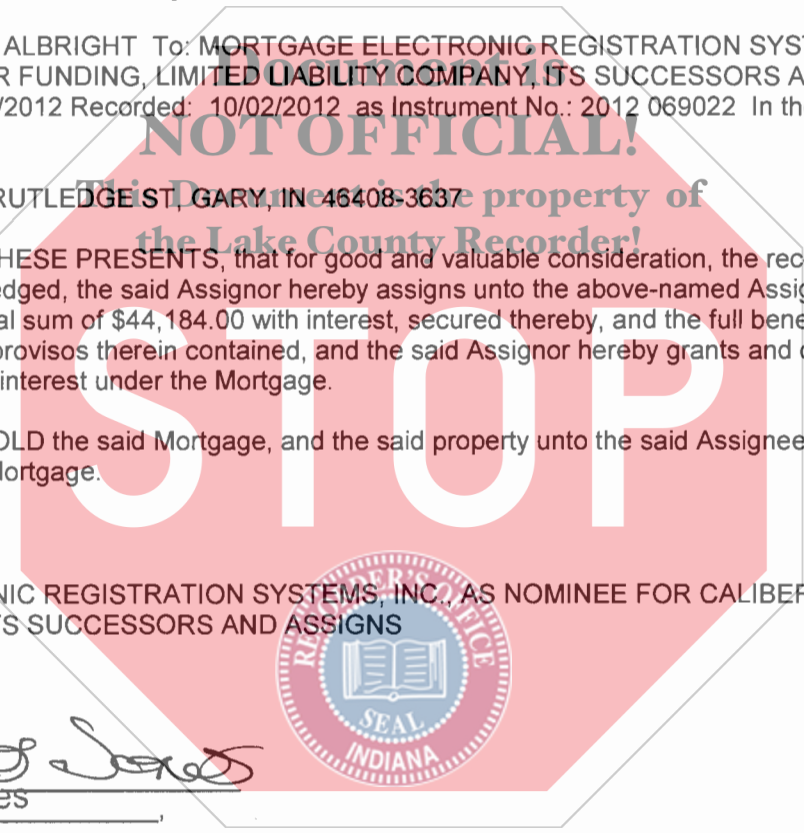 ALBRIGHT To: MORTGAGE ELECTRONIC REGISTRATION SYST
Document is
R FUNDING, LIMITED LIABILITY COMPANY, ITS SUCCESSORS A
/2012 Recorded: 10/02/2012 as Instrument No.: 2012 069022 In th
NOT OFFICIAL!
RUTLEDGE ST, GARY, IN 46408-3637
This Document is the property of
the Lake County Recorder!
HESE PRESENTS, that for good and valuable consideration, the rec
edged, the said Assignor hereby assigns unto the above-named Assig
al sum of $44,184.00 with interest, secured thereby, and the full bene
provisos therein contained, and the said Assignor hereby grants and
interest under the Mortgage.
STOP
OLD the said Mortgage, and the said property unto the said Assignee
Mortgage.
NIC REGISTRATION SYSTEMS, INC., AS NOMINEE FOR CALIBER
TS SUCCESSORS AND ASSIGNS
RECORDER'S OFFICE
SEAL
INDIANA
es